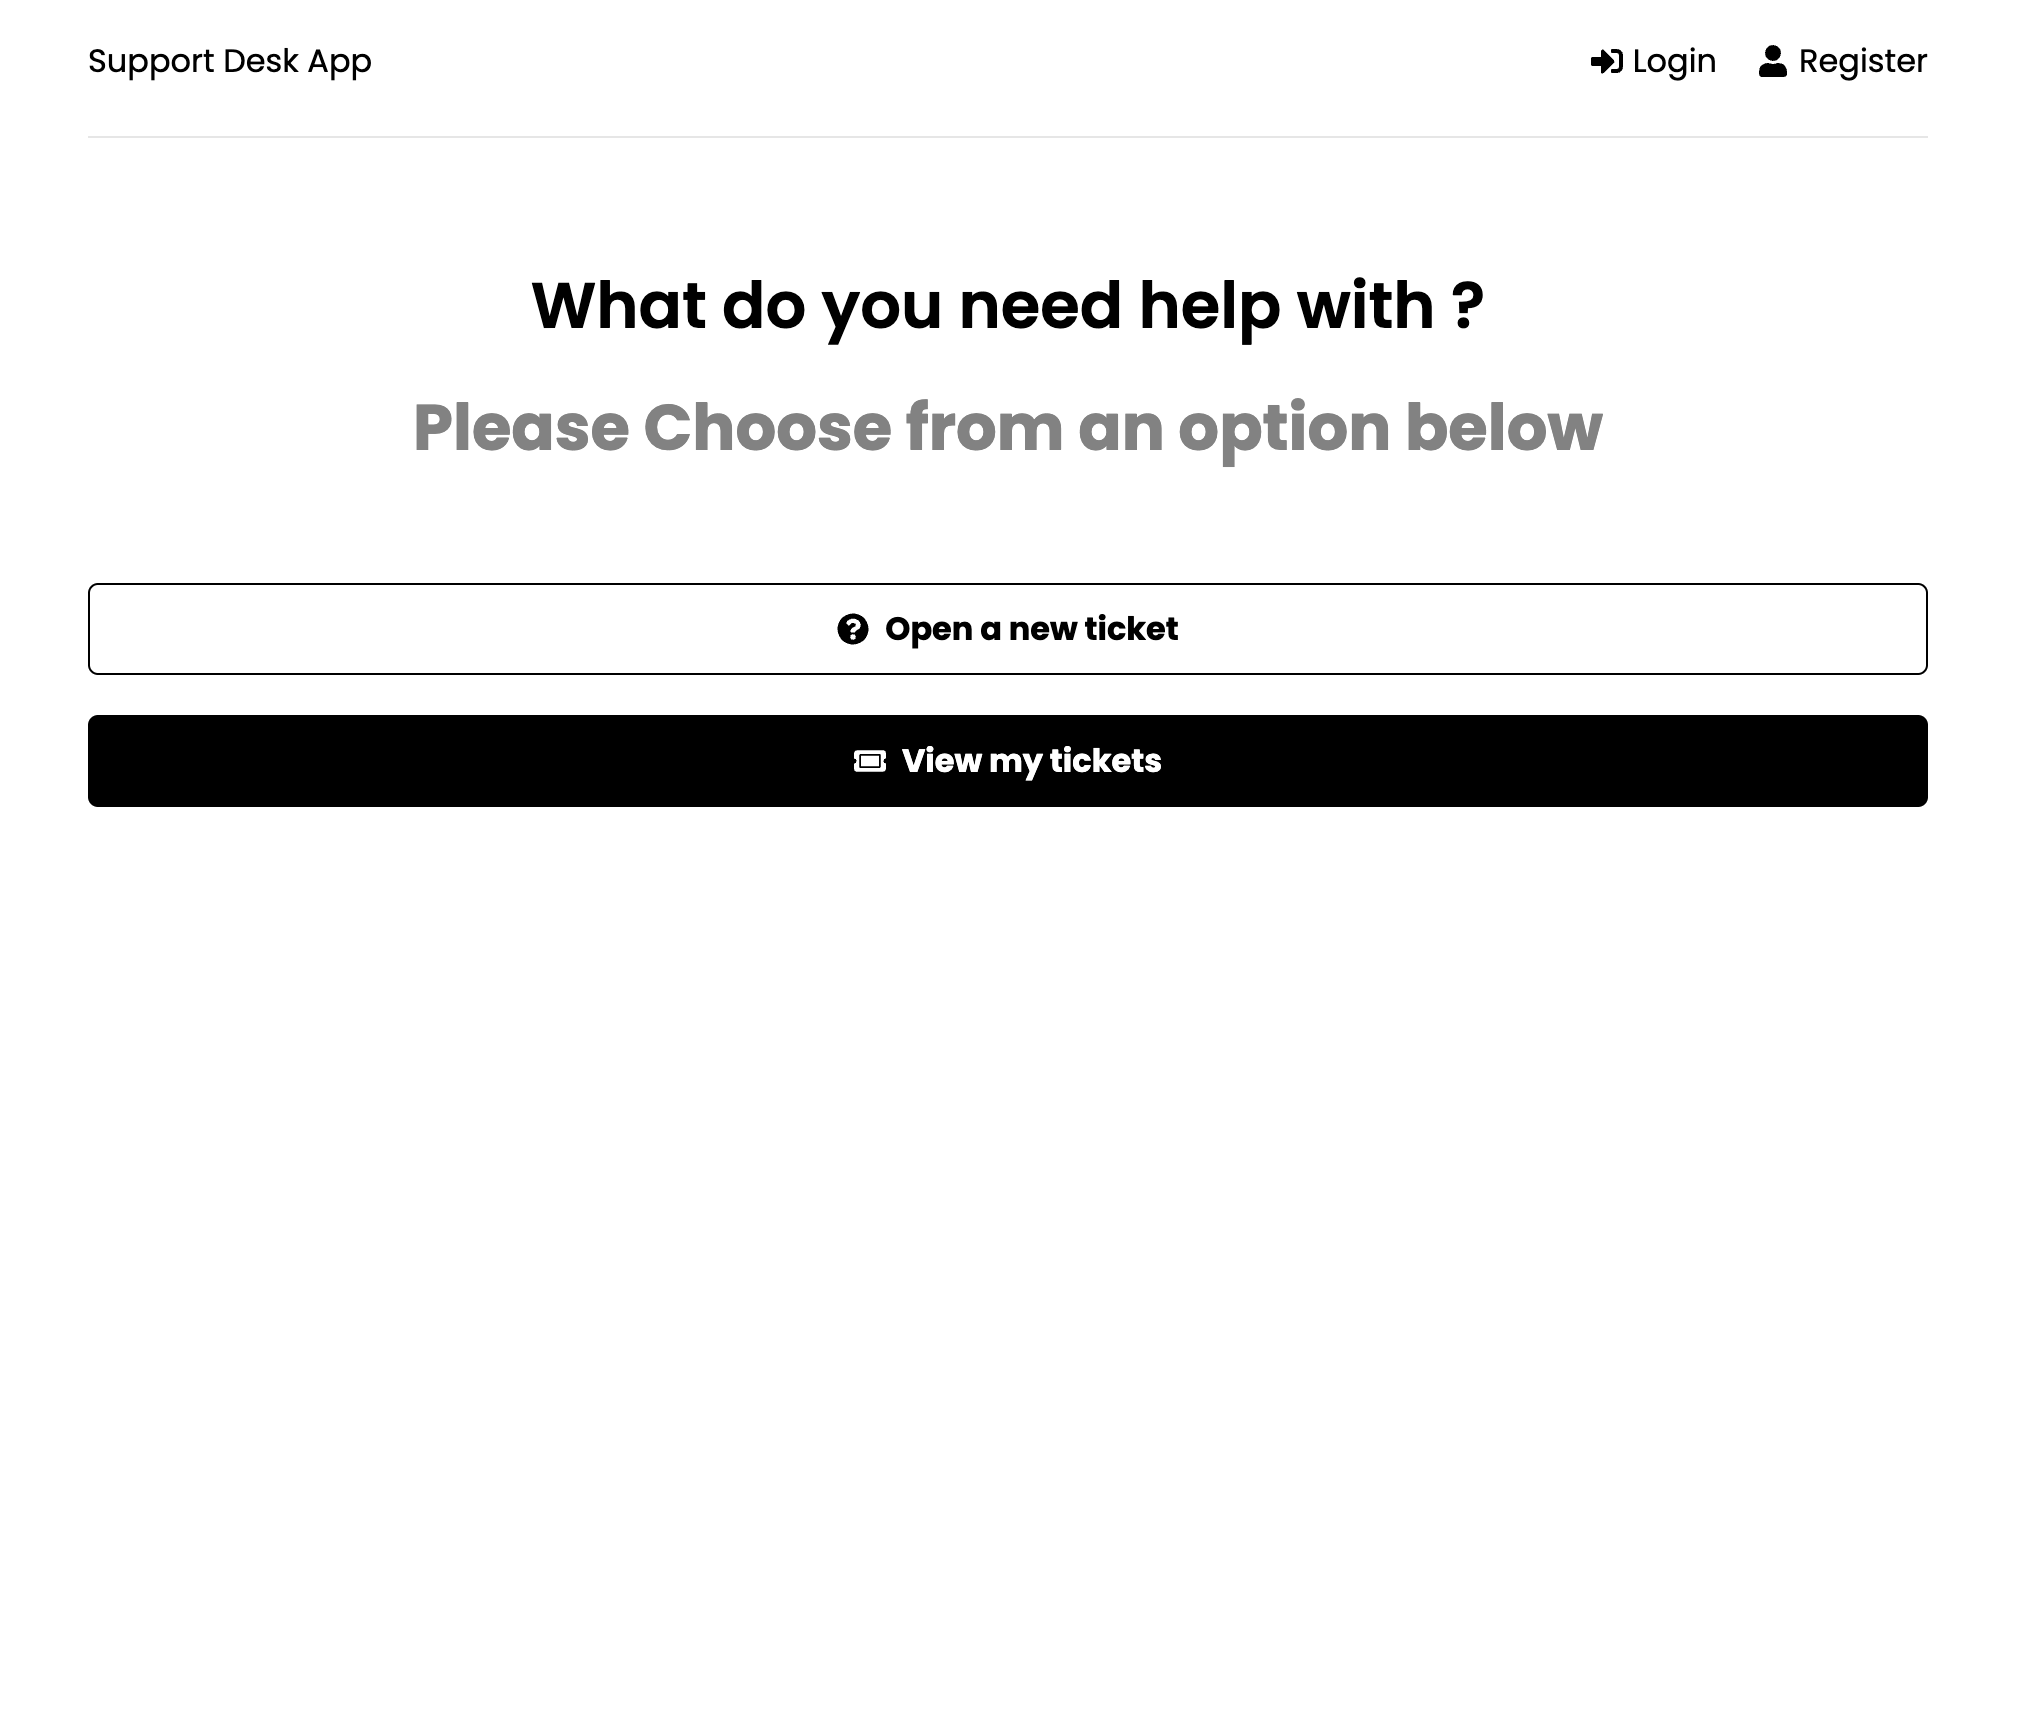 Support Desk App
Login
Register
What do you need help with ?
Please Choose from an option below
Open a new ticket
View my tickets